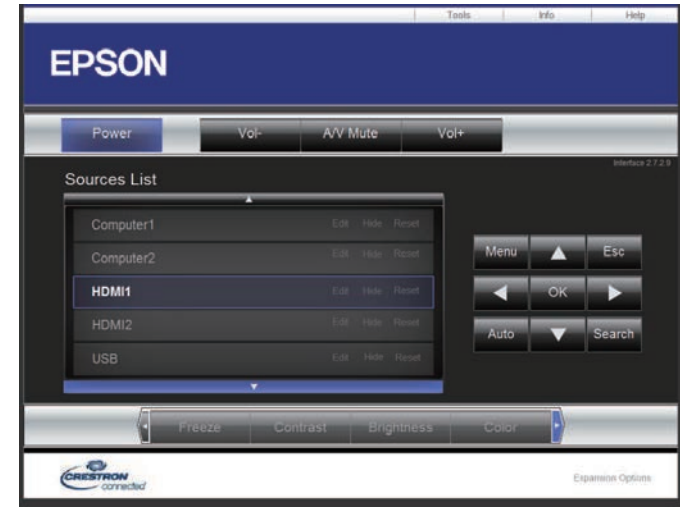 Tools Info Help
EPSON
Power Vol- A/V Mute Vol+
Interface 2.7.2.9
Sources List
Computer1 Edit Hide Reset
Computer2 Edit Hide Reset
Menu Esc
HDMI1 Edit Hide Reset
OK
HDMI2 Edit Hide Reset
Auto Search
USB Edit Hide Reset
Freeze Contrast Brightness Color
CRESTRON
connected
Expansion Options